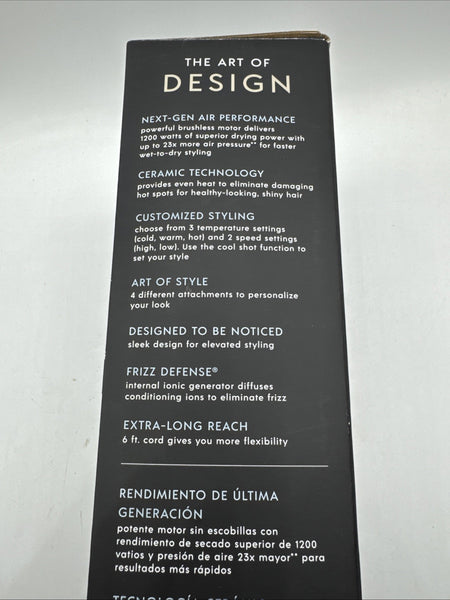 THE ART OF
DESIGN
NEXT-GEN AIR PERFORMANCE
powerful brushless motor delivers
1200 watts of superior drying power with
up to 23x more air pressure** for faster
wet-to-dry styling
CERAMIC TECHNOLOGY
provides even heat to eliminate damaging
hot spots for healthy-looking, shiny hair
CUSTOMIZED STYLING
choose from 3 temperature settings
(cold, warm, hot) and 2 speed settings
(high, low). Use the cool shot function to
set your style
ART OF STYLE
4 different attachments to personalize
your look
DESIGNED TO BE NOTICED
sleek design for elevated styling
FRIZZ DEFENSE®
internal ionic generator diffuses
conditioning ions to eliminate frizz
EXTRA-LONG REACH
6 ft. cord gives you more flexibility
RENDIMIENTO DE ÚLTIMA
GENERACIÓN
potente motor sin escobillas con
rendimiento de secado superior de 1200
vatios y presión de aire 23x mayor** para
resultados más rápidos